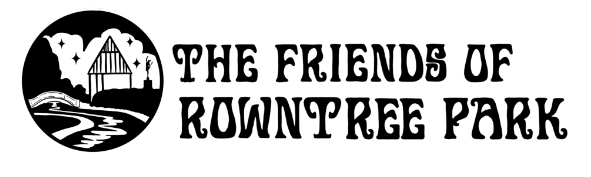 THE FRIENDS OF
ROWNTREE PARK